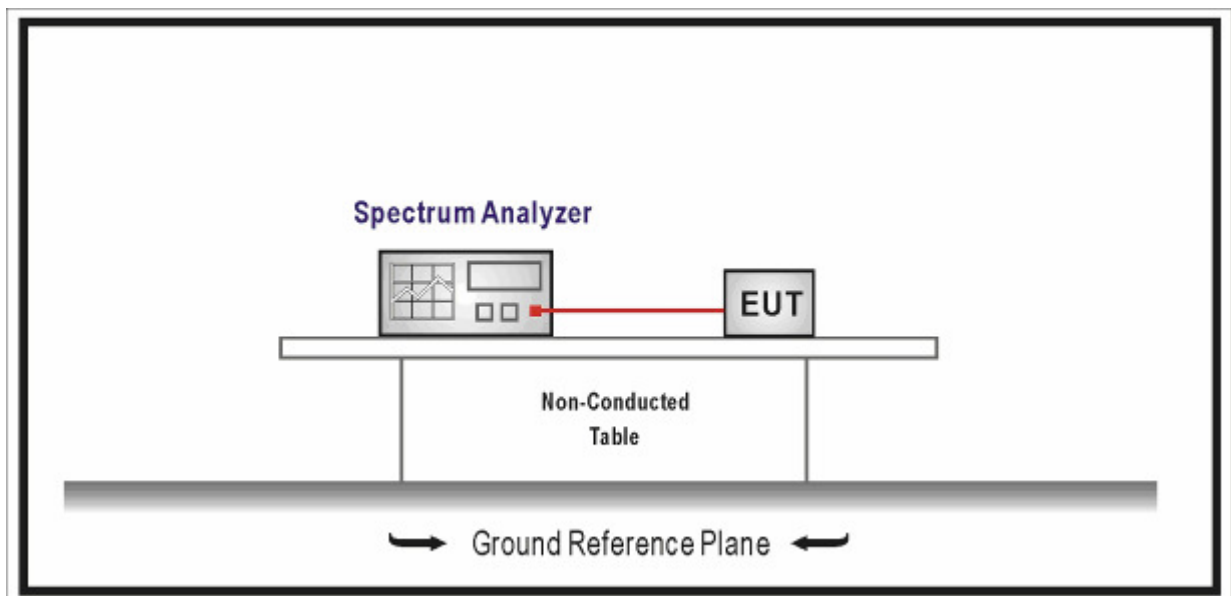 Spectrum Analyzer
EUT
Non-Conducted
Table
Ground Reference Plane